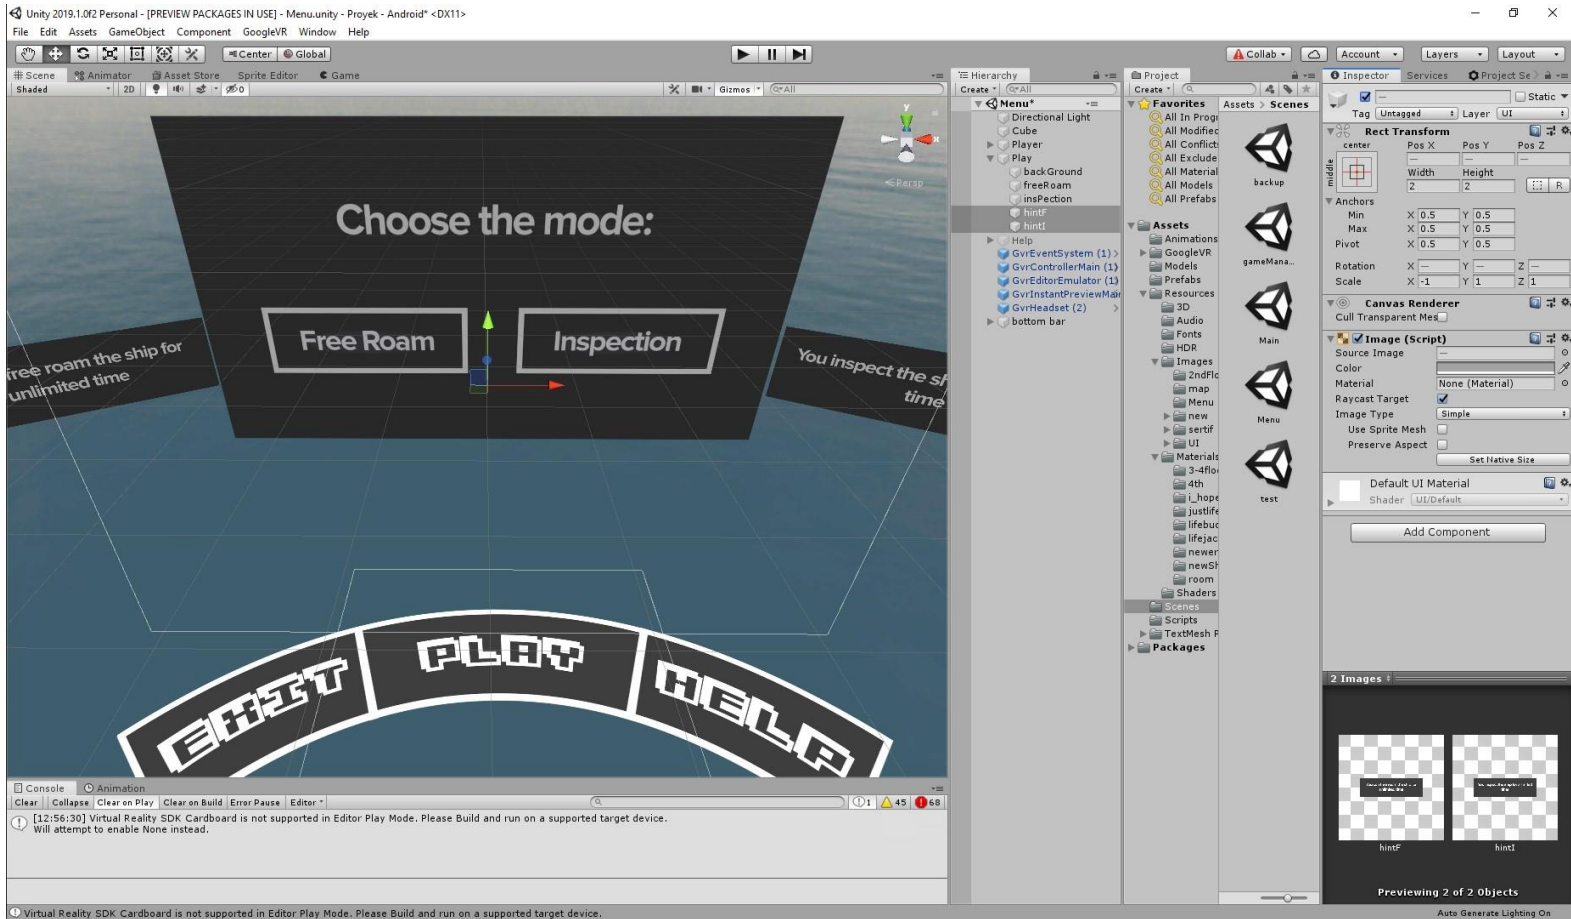 Unity 2019.1.0f2 Personal - [PREVIEW PACKAGES IN USE] - Menu.unity - Proyek - Android* <DX11>
File Edit Assets GameObject Component GoogleVR Window Help
Center Global
Collab Account Layers Layout
Scene Animator Asset Store Sprite Editor Game
Shaded 2D 0 Gizmos All
y
x
Persp
Choose the mode:
Free Roam
Inspection
free roam the ship for
unlimited time
You inspect the sh
time
EXIT
PLAY
HELP
Hierarchy
Create All
Menu*
Directional Light
Cube
Player
Play
backGround
freeRoam
insPection
hintF
hintI
Help
GvrEventSystem (1)
GvrControllerMain (1)
GvrEditorEmulator (1)
GvrInstantPreviewMain
GvrHeadset (2)
bottom bar
Project
Create
Favorites
All In Progr
All Modified
All Conflict
All Exclude
All Material
All Models
All Prefabs
Assets
Animations
GoogleVR
Models
Prefabs
Resources
3D
Audio
Fonts
HDR
Images
2ndFlo
map
Menu
new
sertif
UI
Materials
3-4floo
4th
i_hope
justlife
lifebuo
lifejac
newer
newSh
room
Shaders
Scenes
Scripts
TextMesh P
Packages
Assets > Scenes
backup
gameMana...
Main
Menu
test
Inspector Services Project Se
— Static
Tag Untagged Layer UI
Rect Transform
center Pos X Pos Y Pos Z
middle — — —
Width Height
2 2 R
Anchors
Min X 0.5 Y 0.5
Max X 0.5 Y 0.5
Pivot X 0.5 Y 0.5
Rotation X — Y — Z —
Scale X -1 Y 1 Z 1
Canvas Renderer
Cull Transparent Mes
Image (Script)
Source Image —
Color
Material None (Material)
Raycast Target
Image Type Simple
Use Sprite Mesh
Preserve Aspect
Set Native Size
Default UI Material
Shader UI/Default
Add Component
2 Images
hintF hintI
Previewing 2 of 2 Objects
Console Animation
Clear Collapse Clear on Play Clear on Build Error Pause Editor 1 45 68
[12:56:30] Virtual Reality SDK Cardboard is not supported in Editor Play Mode. Please Build and run on a supported target device.
Will attempt to enable None instead.
Virtual Reality SDK Cardboard is not supported in Editor Play Mode. Please Build and run on a supported target device.
Auto Generate Lighting On